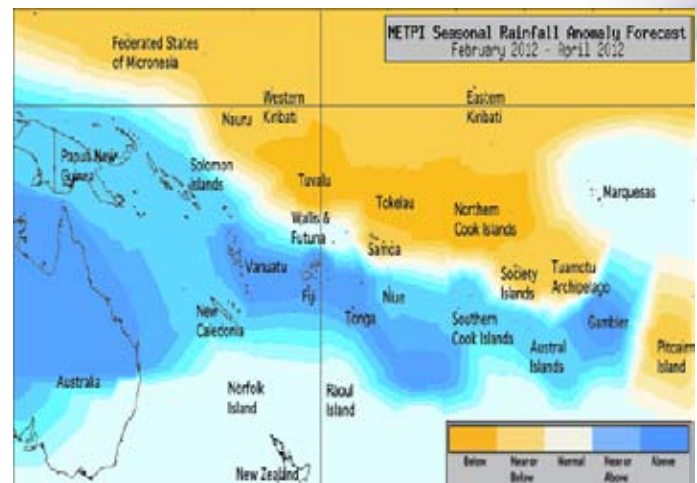 METPI Seasonal Rainfall Anomaly Forecast
February 2012 - April 2012
Federated States
of Micronesia
Nauru
Western
Kiribati
Eastern
Kiribati
Papua New
Guinea
Solomon
Islands
Tuvalu
Tokelau
Northern
Cook Islands
Marquesas
Wallis &
Futuna
Samoa
Vanuatu
Fiji
Niue
Society
Islands
Tuamotu
Archipelago
New
Caledonia
Tonga
Southern
Cook Islands
Austral
Islands
Gambier
Pitcairn
Island
Australia
Norfolk
Island
Raoul
Island
New Zealand
Below
Near or
Below
Normal
Near or
Above
Above